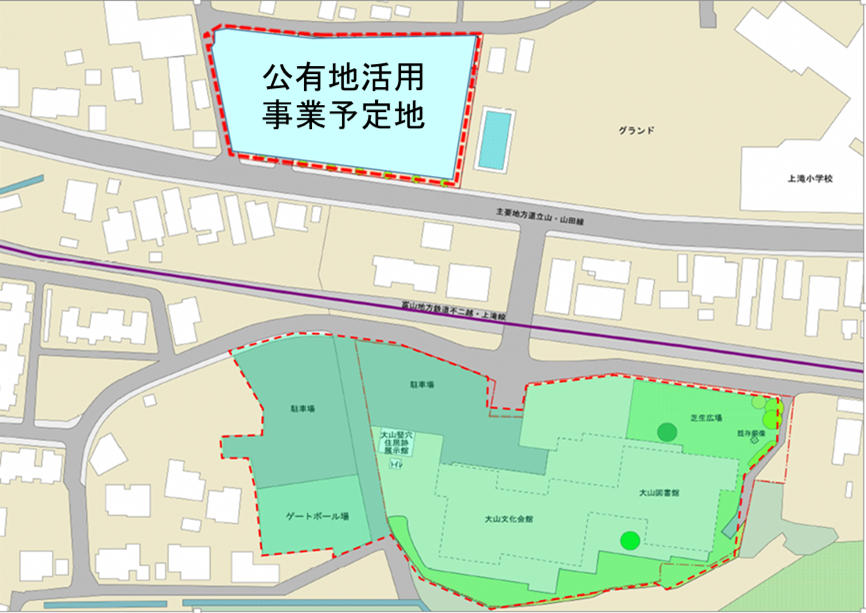 公有地活用
事業予定地
グランド
上滝小学校
主要地方道立山・山田線
富山地方鉄道不二越・上滝線
駐車場
駐車場
芝生広場
既存銅像
大山竪穴
住居跡
展示館
トイレ
大山図書館
ゲートボール場
大山文化会館